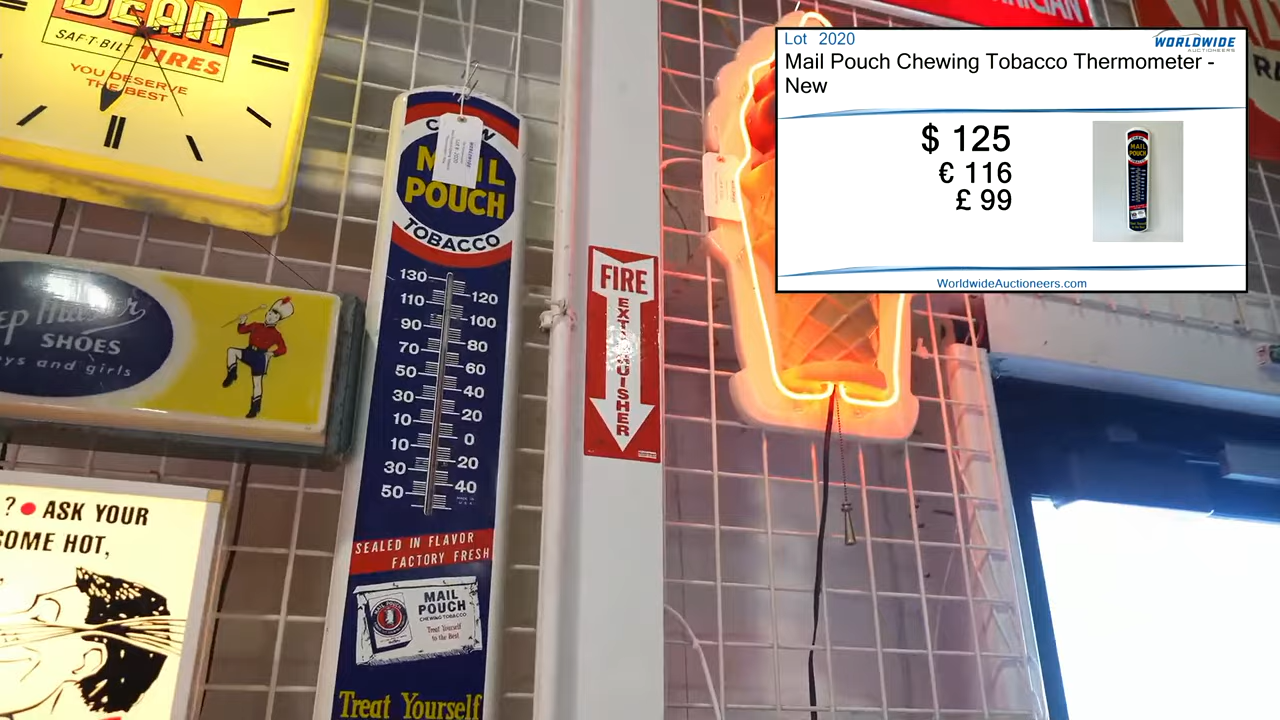 DEAN
SAF-T-BILT
TIRES
YOU DESERVE
THE BEST
SHOES
and girls
? ● ASK YOUR
SOME HOT,
MAIL
POUCH
TOBACCO
130
110 120
90 100
70 80
50 60
30 40
10 20
10 0
30 20
50 40
SEALED IN FLAVOR
FACTORY FRESH
MAIL
POUCH
CHEWING TOBACCO
Treat Yourself
to the Best
Treat Yourself
FIRE
EXTINGUISHER
Lot 2020
WORLDWIDE
AUCTIONEERS
Mail Pouch Chewing Tobacco Thermometer -
New
$ 125
€ 116
£ 99
WorldwideAuctioneers.com